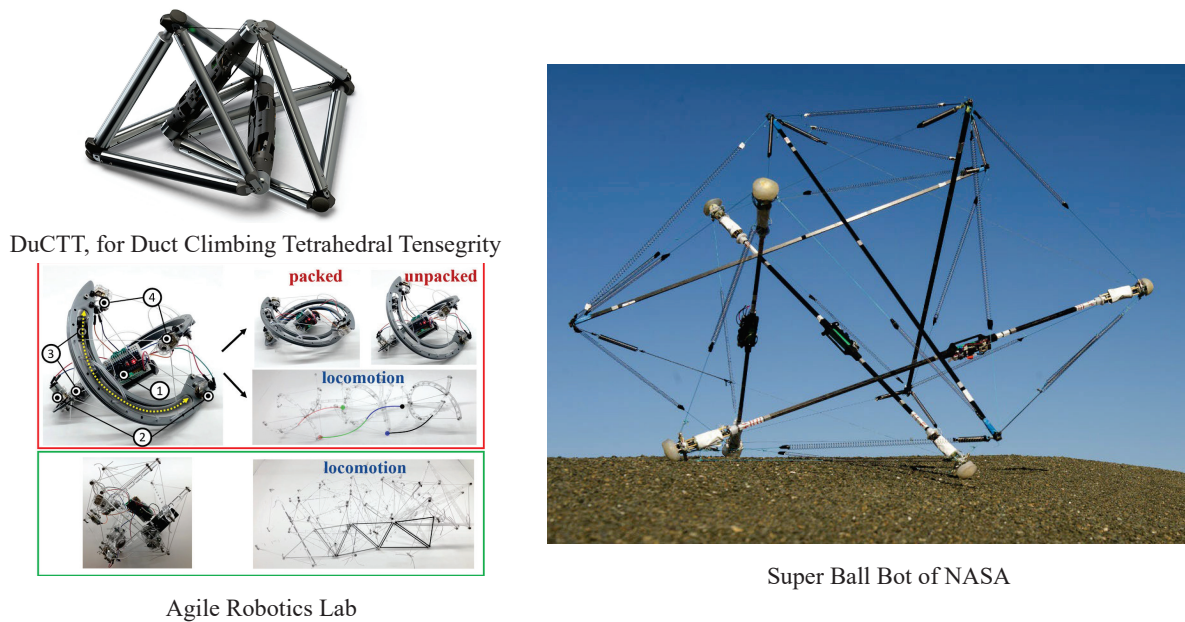 DuCTT, for Duct Climbing Tetrahedral Tensegrity
packed
unpacked
4
3
locomotion
1
2
locomotion
Agile Robotics Lab
Super Ball Bot of NASA